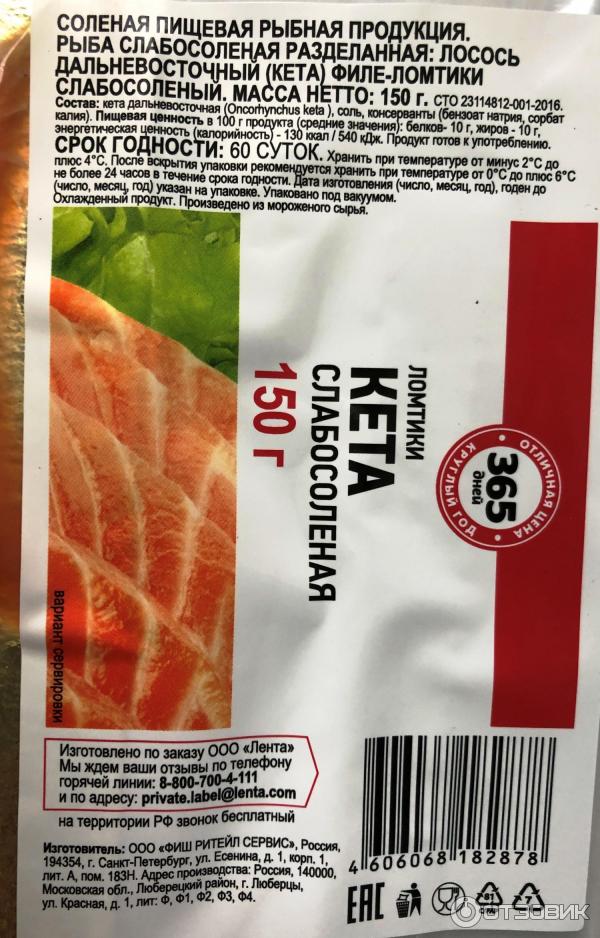 СОЛЕНАЯ ПИЩЕВАЯ РЫБНАЯ ПРОДУКЦИЯ.
РЫБА СЛАБОСОЛЕНАЯ РАЗДЕЛАННАЯ: ЛОСОСЬ
ДАЛЬНЕВОСТОЧНЫЙ (КЕТА) ФИЛЕ-ЛОМТИКИ
СЛАБОСОЛЕНЫЙ. МАССА НЕТТО: 150 г. СТО 23114812-001-2016.
Состав: кета дальневосточная (Oncorhynchus keta ), соль, консерванты (бензоат натрия, сорбат
калия). Пищевая ценность в 100 г продукта (средние значения): белков- 10 г, жиров - 10 г,
энергетическая ценность (калорийность) - 130 ккал / 540 кДж. Продукт готов к употреблению.
СРОК ГОДНОСТИ: 60 СУТОК. Хранить при температуре от минус 2°С до
плюс 4°С. После вскрытия упаковки рекомендуется хранить при температуре от 0°С до плюс 6°С
не более 24 часов в течение срока годности. Дата изготовления (число, месяц, год), годен до
(число, месяц, год) указан на упаковке. Упаковано под вакуумом.
Охлажденный продукт. Произведено из мороженого сырья.
ЛОМТИКИ
КЕТА
СЛАБОСОЛЕНАЯ
150 г
ОТЛИЧНАЯ ЦЕНА
365
дней
КРУГЛЫЙ ГОД
вариант сервировки
Изготовлено по заказу ООО «Лента»
Мы ждем ваши отзывы по телефону
горячей линии: 8-800-700-4-111
и по адресу: private.label@lenta.com
на территории РФ звонок бесплатный
Изготовитель: ООО «ФИШ РИТЕЙЛ СЕРВИС», Россия,
194354, г. Санкт-Петербург, ул. Есенина, д. 1, корп. 1,
лит. А, пом. 183Н. Адрес производства: Россия, 140000,
Московская обл., Люберецкий район, г. Люберцы,
ул. Красная, д. 1, лит: Ф, Ф1, Ф2, Ф3, Ф4.
4 606068 182878
EAC
81
7
ОТЗОВИК